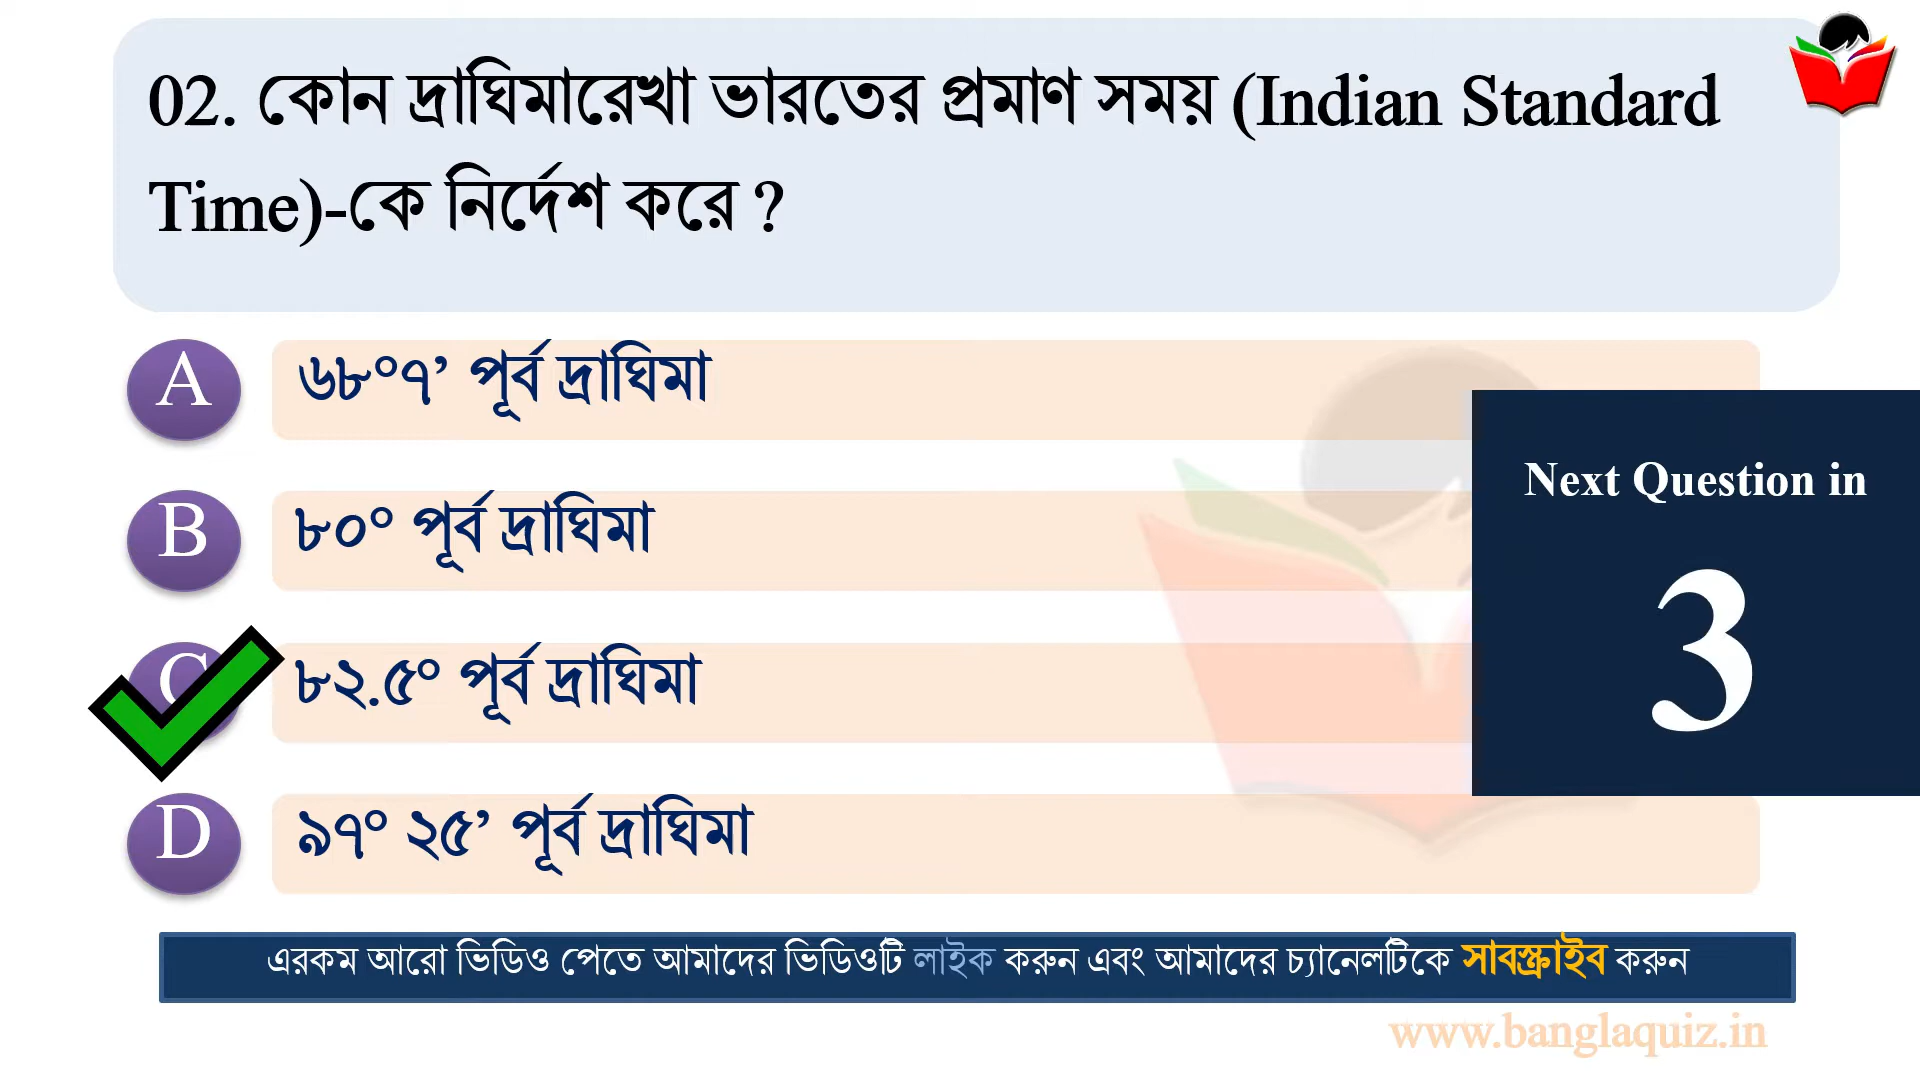 02. কোন দ্রাঘিমারেখা ভারতের প্রমাণ সময় (Indian Standard
Time)-কে নির্দেশ করে ?
A ৬৮°৭’ পূর্ব দ্রাঘিমা
B ৮০° পূর্ব দ্রাঘিমা
C ৮২.৫° পূর্ব দ্রাঘিমা
D ৯৭° ২৫’ পূর্ব দ্রাঘিমা
Next Question in
3
এরকম আরো ভিডিও পেতে আমাদের ভিডিওটি লাইক করুন এবং আমাদের চ্যানেলটিকে সাবস্ক্রাইব করুন
www.banglaquiz.in